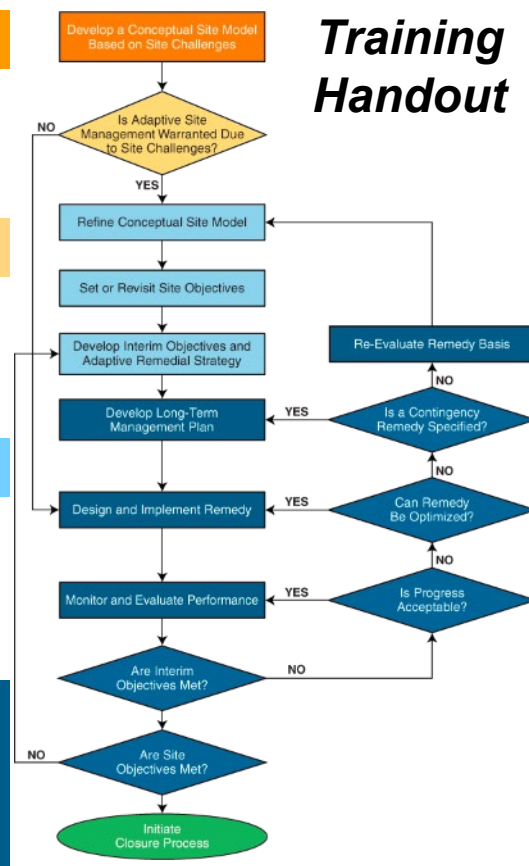 Training
Handout
Develop a Conceptual Site Model
Based on Site Challenges
NO
Is Adaptive Site
Management Warranted Due
to Site Challenges?
YES
Refine Conceptual Site Model
Set or Revisit Site Objectives
Develop Interim Objectives and
Adaptive Remedial Strategy
Re-Evaluate Remedy Basis
NO
Develop Long-Term
Management Plan
YES
Is a Contingency
Remedy Specified?
NO
Design and Implement Remedy
YES
Can Remedy
Be Optimized?
NO
Monitor and Evaluate Performance
YES
Is Progress
Acceptable?
Are Interim
Objectives Met?
NO
NO
Are Site
Objectives Met?
Initiate
Closure Process